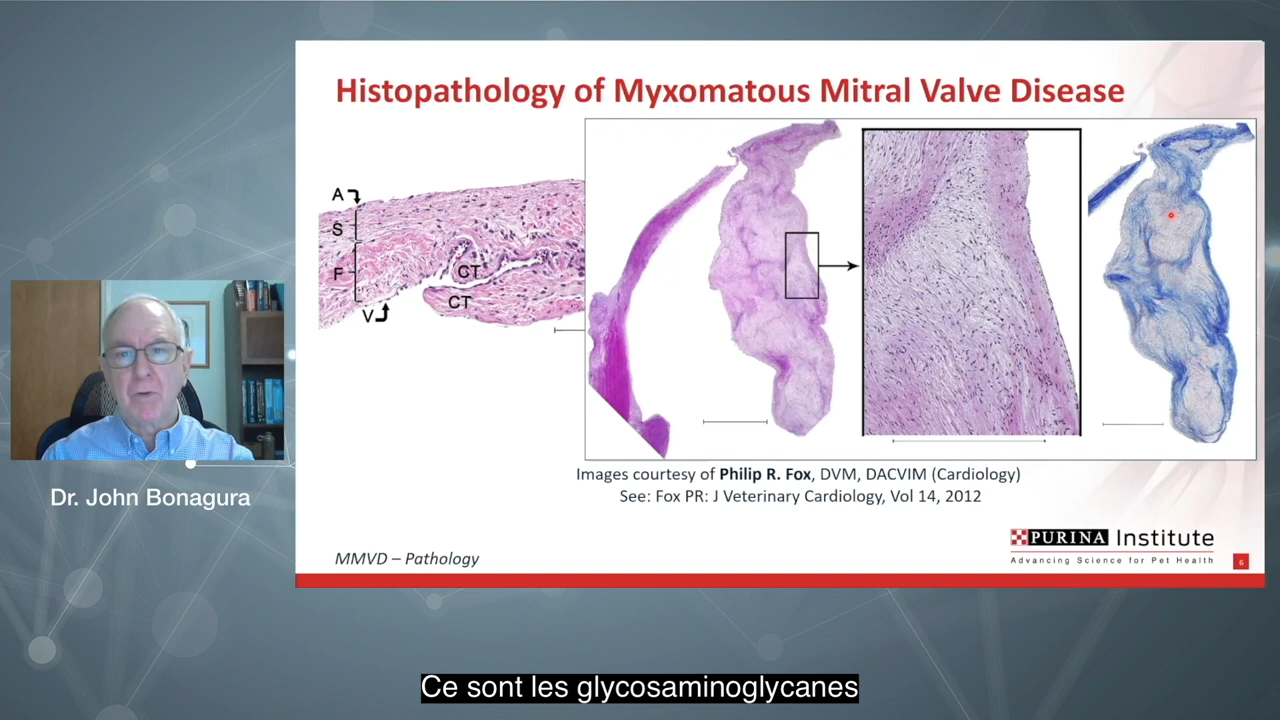 Histopathology of Myxomatous Mitral Valve Disease
A
S
F
V
CT
CT
Images courtesy of Philip R. Fox, DVM, DACVIM (Cardiology)
See: Fox PR: J Veterinary Cardiology, Vol 14, 2012
Dr. John Bonagura
MMVD – Pathology
PURINA Institute
Advancing Science for Pet Health
6
Ce sont les glycosaminoglycanes